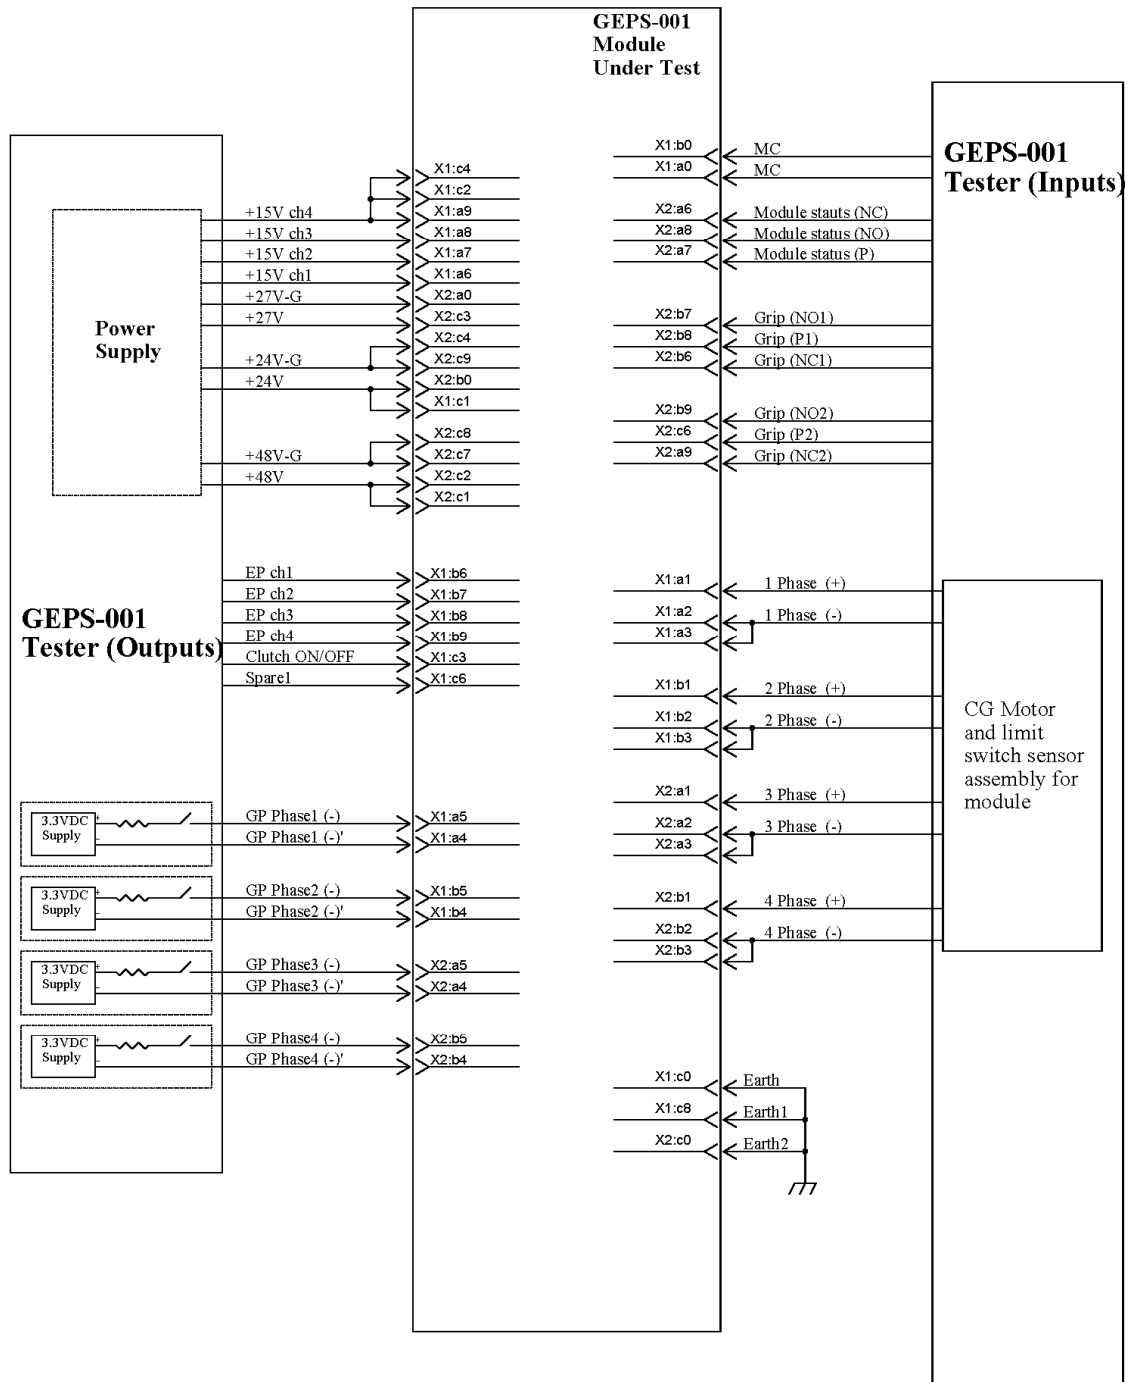 GEPS-001
Module
Under Test
GEPS-001
Tester (Inputs)
Power
Supply
+15V ch4
+15V ch3
+15V ch2
+15V ch1
+27V-G
+27V
+24V-G
+24V
+48V-G
+48V
X1:c4
X1:c2
X1:a9
X1:a8
X1:a7
X1:a6
X2:a0
X2:c3
X2:c4
X2:c9
X2:b0
X1:c1
X2:c8
X2:c7
X2:c2
X2:c1
GEPS-001
Tester (Outputs)
EP ch1 X1:b6
EP ch2 X1:b7
EP ch3 X1:b8
EP ch4 X1:b9
Clutch ON/OFF X1:c3
Spare1 X1:c6
3.3VDC
Supply
+
-
GP Phase1 (-) X1:a5
GP Phase1 (-)' X1:a4
3.3VDC
Supply
+
-
GP Phase2 (-) X1:b5
GP Phase2 (-)' X1:b4
3.3VDC
Supply
+
-
GP Phase3 (-) X2:a5
GP Phase3 (-)' X2:a4
3.3VDC
Supply
+
-
GP Phase4 (-) X2:b5
GP Phase4 (-)' X2:b4
X1:b0 MC
X1:a0 MC
X2:a6 Module stauts (NC)
X2:a8 Module status (NO)
X2:a7 Module status (P)
X2:b7 Grip (NO1)
X2:b8 Grip (P1)
X2:b6 Grip (NC1)
X2:b9 Grip (NO2)
X2:c6 Grip (P2)
X2:a9 Grip (NC2)
X1:a1 1 Phase (+)
X1:a2 1 Phase (-)
X1:a3
X1:b1 2 Phase (+)
X1:b2 2 Phase (-)
X1:b3
X2:a1 3 Phase (+)
X2:a2 3 Phase (-)
X2:a3
X2:b1 4 Phase (+)
X2:b2 4 Phase (-)
X2:b3
CG Motor
and limit
switch sensor
assembly for
module
X1:c0 Earth
X1:c8 Earth1
X2:c0 Earth2